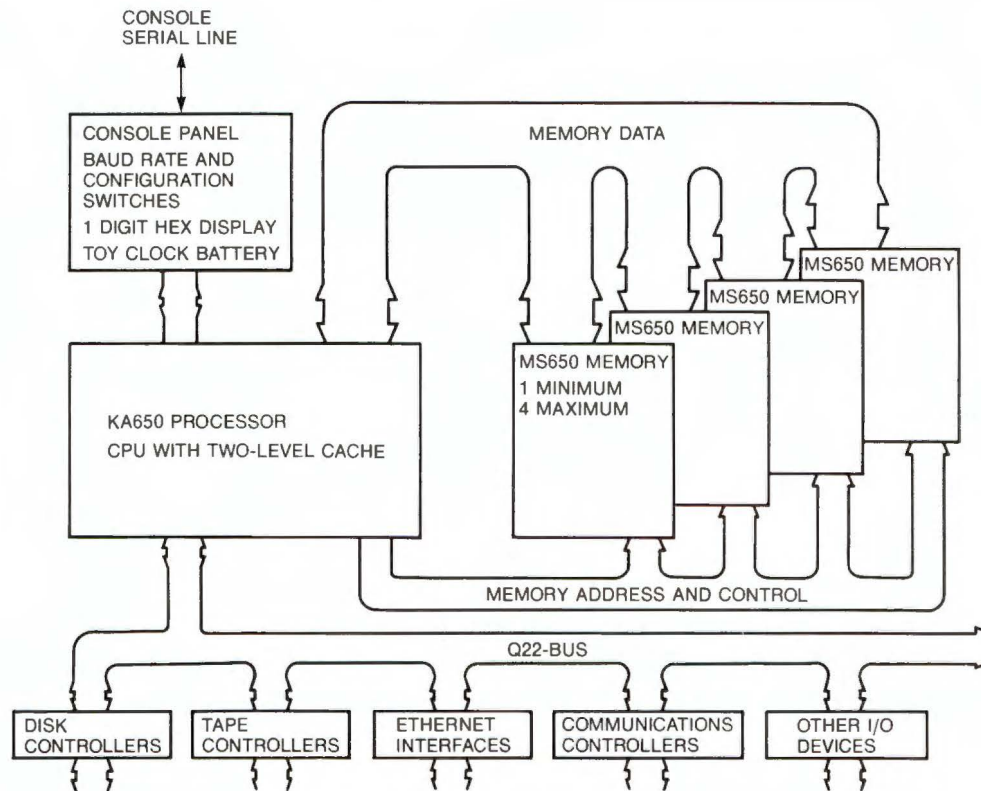 CONSOLE
SERIAL LINE
CONSOLE PANEL
BAUD RATE AND
CONFIGURATION
SWITCHES
1 DIGIT HEX DISPLAY
TOY CLOCK BATTERY
MEMORY DATA
MS650 MEMORY
MS650 MEMORY
MS650 MEMORY
MS650 MEMORY
1 MINIMUM
4 MAXIMUM
KA650 PROCESSOR
CPU WITH TWO-LEVEL CACHE
MEMORY ADDRESS AND CONTROL
Q22-BUS
DISK
CONTROLLERS
TAPE
CONTROLLERS
ETHERNET
INTERFACES
COMMUNICATIONS
CONTROLLERS
OTHER I/O
DEVICES